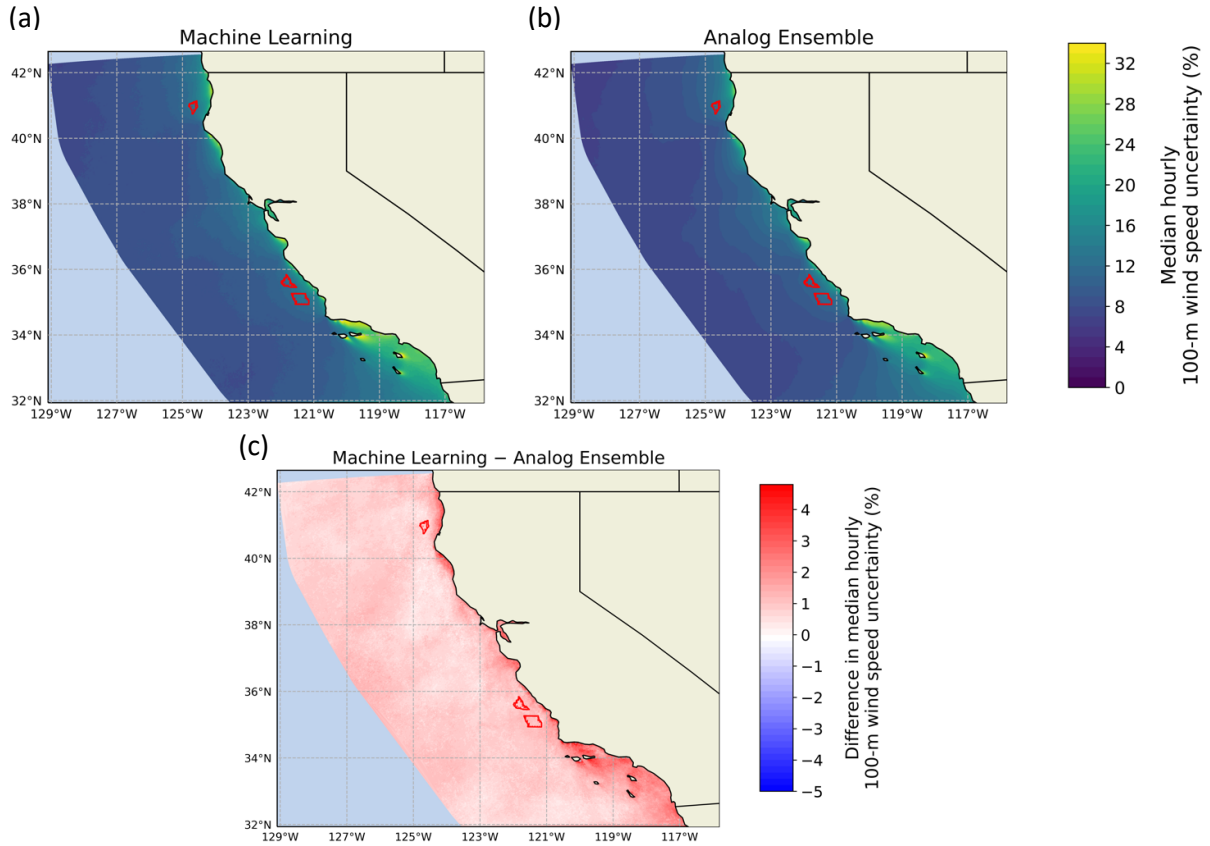 (a)
Machine Learning
42°N
40°N
38°N
36°N
34°N
32°N
129°W 127°W 125°W 123°W 121°W 119°W 117°W
(b)
Analog Ensemble
42°N
40°N
38°N
36°N
34°N
32°N
129°W 127°W 125°W 123°W 121°W 119°W 117°W
32
28
24
20
16
12
8
4
0
Median hourly
100-m wind speed uncertainty (%)
(c)
Machine Learning − Analog Ensemble
42°N
40°N
38°N
36°N
34°N
32°N
129°W 127°W 125°W 123°W 121°W 119°W 117°W
4
3
2
1
0
−1
−2
−3
−4
−5
Difference in median hourly
100-m wind speed uncertainty (%)